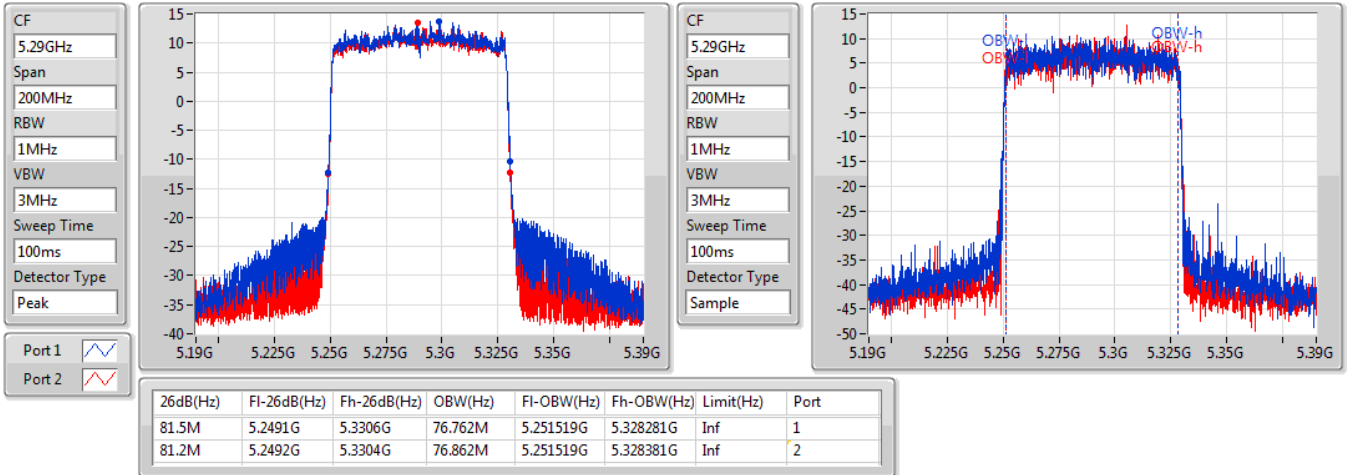 CF
5.29GHz
Span
200MHz
RBW
1MHz
VBW
3MHz
Sweep Time
100ms
Detector Type
Peak
15
10
5
0
-5
-10
-15
-20
-25
-30
-35
-40
5.19G 5.225G 5.25G 5.275G 5.3G 5.325G 5.35G 5.39G
CF
5.29GHz
Span
200MHz
RBW
1MHz
VBW
3MHz
Sweep Time
100ms
Detector Type
Sample
15
10
5
0
-5
-10
-15
-20
-25
-30
-35
-40
-45
-50
OBW-l OBW-h
OBW-l OBW-h
5.19G 5.225G 5.25G 5.275G 5.3G 5.325G 5.35G 5.39G
Port 1
Port 2
26dB(Hz) Fl-26dB(Hz) Fh-26dB(Hz) OBW(Hz) Fl-OBW(Hz) Fh-OBW(Hz) Limit(Hz) Port
81.5M 5.2491G 5.3306G 76.762M 5.251519G 5.328281G Inf 1
81.2M 5.2492G 5.3304G 76.862M 5.251519G 5.328381G Inf 2